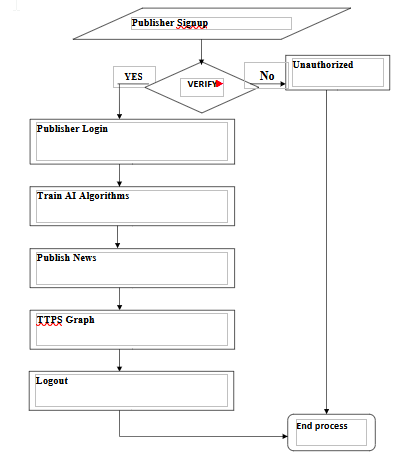 Publisher Signup
YES
VERIFY
No
Unauthorized
Publisher Login
Train AI Algorithms
Publish News
TTPS Graph
Logout
End process